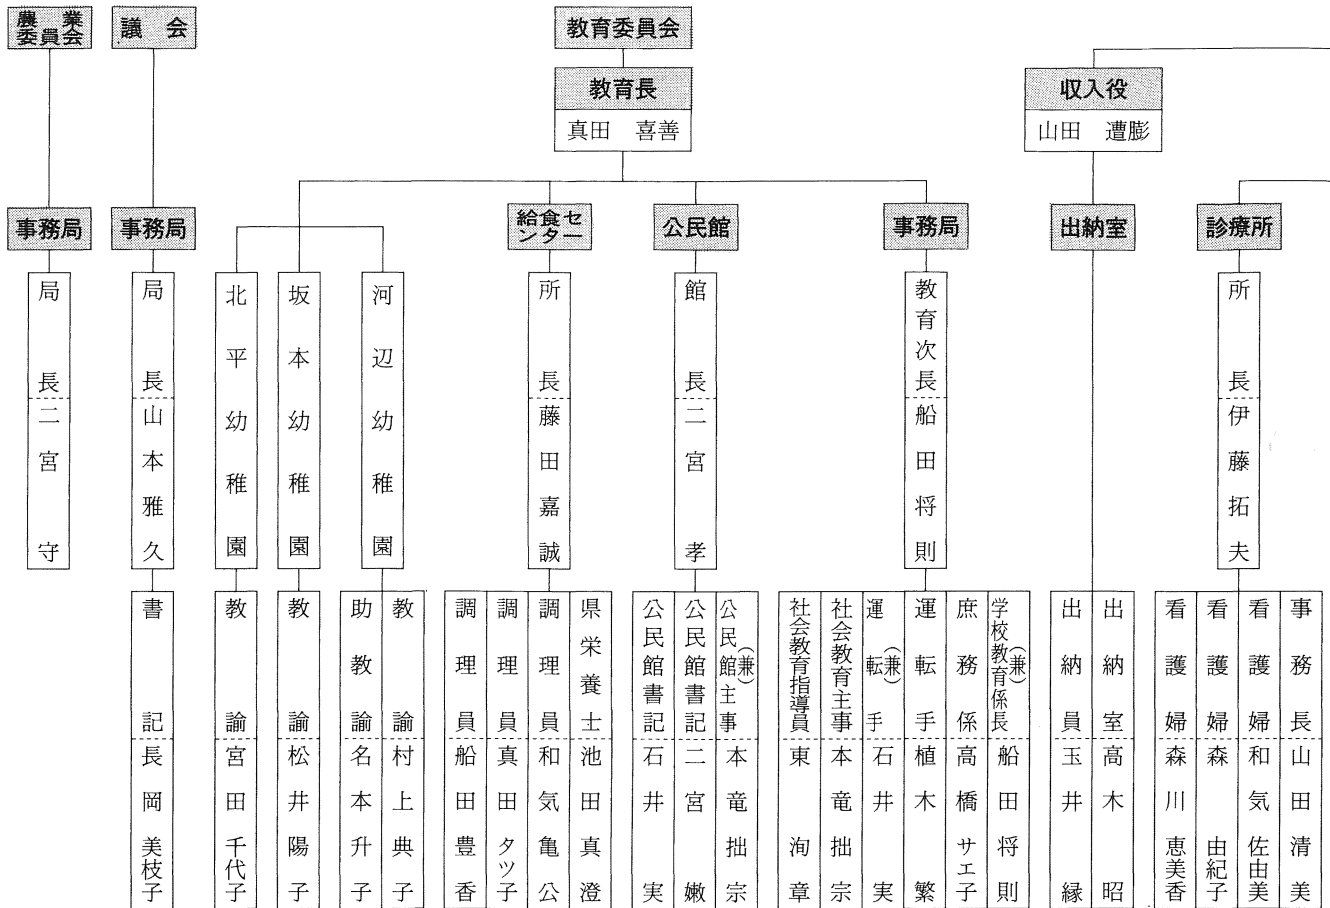 農業
委員会
議会
教育委員会
教育長
真田 喜善
収入役
山田 遭膨
事務局
事務局
給食セ
ンター
公民館
事務局
出納室
診療所
局長 二宮守
局長 山本雅久
北平幼稚園
坂本幼稚園
河辺幼稚園
所長 藤田嘉誠
館長 二宮孝
教育次長 船田将則
所長 伊藤拓夫
書記 長岡美枝子
教諭 宮田千代子
教諭 松井陽子
助教諭 名本升子
教諭 村上典子
調理員 船田豊香
調理員 真田タツ子
調理員 和気亀公
県栄養士 池田真澄
公民館書記 石井実
公民館書記 二宮嫩
公民館主事(兼) 本竜拙宗
社会教育指導員 東洵章
社会教育主事 本竜拙宗
運転手(兼) 石井実
運転手 植木繁
庶務係 高橋サエ子
学校教育係長(兼) 船田将則
出納員 玉井縁
出納室長 高木昭
看護婦 森川恵美香
看護婦 森由紀子
看護婦 和気佐由美
事務長 山田清美